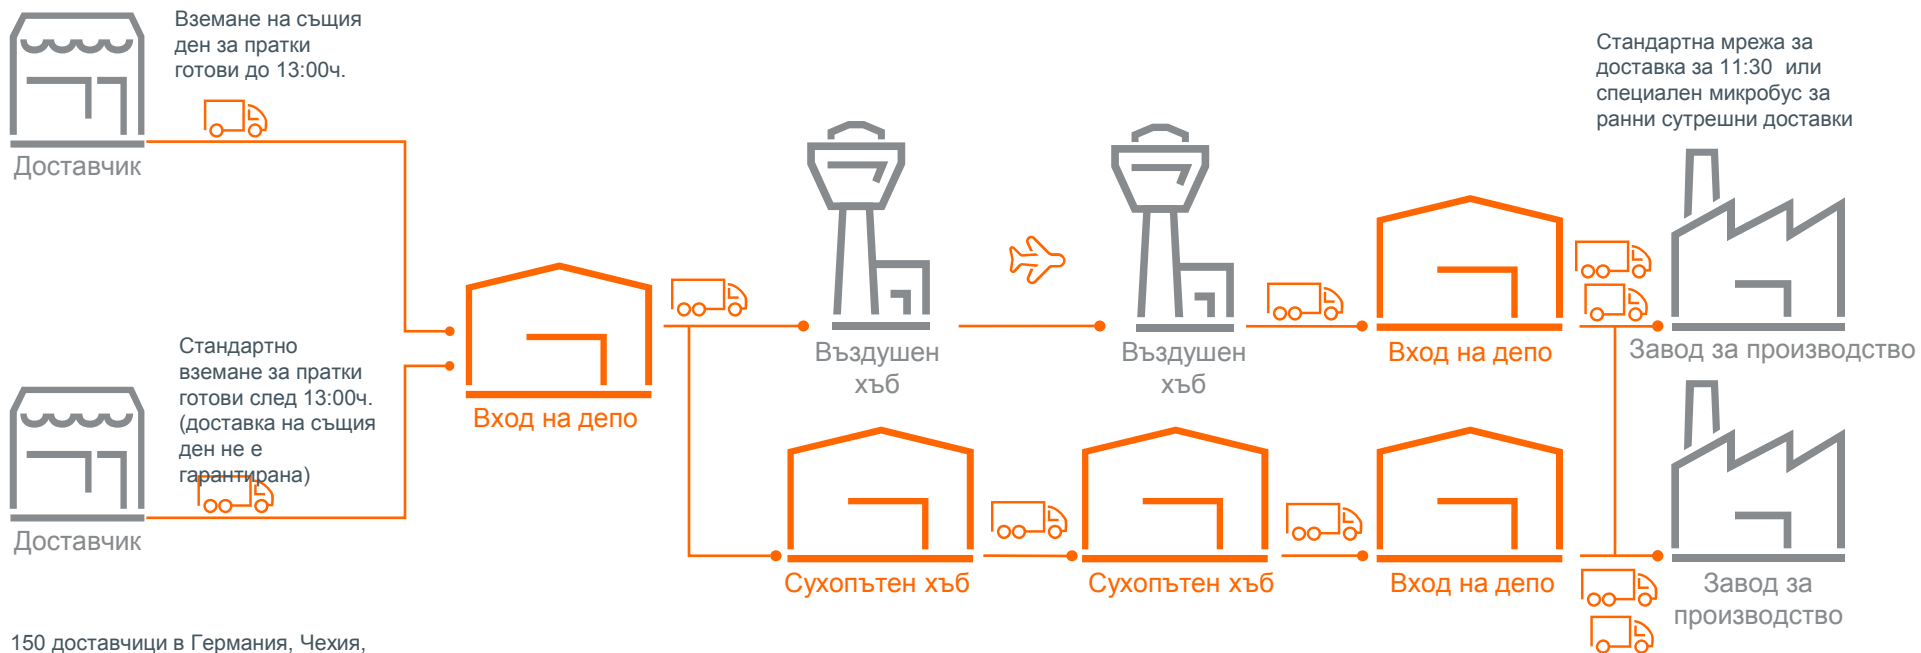 Вземане на същия
ден за пратки
готови до 13:00ч.
Доставчик
Стандартна мрежа за
доставка за 11:30 или
специален микробус за
ранни сутрешни доставки
Стандартно
вземане за пратки
готови след 13:00ч.
(доставка на същия
ден не е
гарантирана)
Доставчик
Вход на депо
Въздушен
хъб
Въздушен
хъб
Вход на депо
Завод за производство
Сухопътен хъб
Сухопътен хъб
Вход на депо
Завод за
производство
150 доставчици в Германия, Чехия,